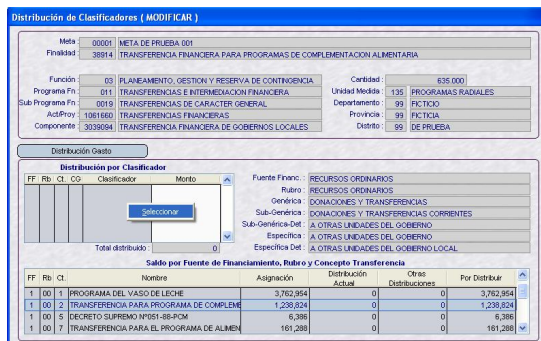 Distribución de Clasificadores ( MODIFICAR )
Meta : 00001 META DE PRUEBA 001
Finalidad : 38914 TRANSFERENCIA FINANCIERA PARA PROGRAMAS DE COMPLEMENTACION ALIMENTARIA
Función : 03 PLANEAMIENTO, GESTION Y RESERVA DE CONTINGENCIA Cantidad : 635.000
Programa Fn : 011 TRANSFERENCIAS E INTERMEDIACION FINANCIERA Unidad Medida : 135 PROGRAMAS RADIALES
Sub Programa Fn : 0019 TRANSFERENCIAS DE CARACTER GENERAL Departamento : 99 FICTICIO
Act/Proy : 1061660 TRANSFERENCIAS FINANCIERAS Provincia : 99 FICTICIA
Componente : 3039094 TRANSFERENCIA FINANCIERA DE GOBIERNOS LOCALES Distrito : 99 DE PRUEBA
Distribución Gasto
Distribución por Clasificador
FF Rb Ct. CG Clasificador Monto
Seleccionar
Total distribuido : 0
Fuente Financ. : RECURSOS ORDINARIOS
Rubro : RECURSOS ORDINARIOS
Genérica : DONACIONES Y TRANSFERENCIAS
Sub-Genérica : DONACIONES Y TRANSFERENCIAS CORRIENTES
Sub-Genérica-Det : A OTRAS UNIDADES DEL GOBIERNO
Específica : A OTRAS UNIDADES DEL GOBIERNO
Específica Det : A OTRAS UNIDADES DEL GOBIERNO LOCAL
Saldo por Fuente de Financiamiento, Rubro y Concepto Transferencia
FF Rb Ct. Nombre Asignación Distribución Actual Otras Distribuciones Por Distribuir
1 00 1 PROGRAMA DEL VASO DE LECHE 3,762,954 0 0 3,762,954
1 00 2 TRANSFERENCIA PARA PROGRAMA DE COMPLEME 1,238,824 0 0 1,238,824
1 00 5 DECRETO SUPREMO Nº051-88-PCM 6,386 0 0 6,386
1 00 7 TRANSFERENCIA PARA EL PROGRAMA DE ALIMEN 161,288 0 0 161,288